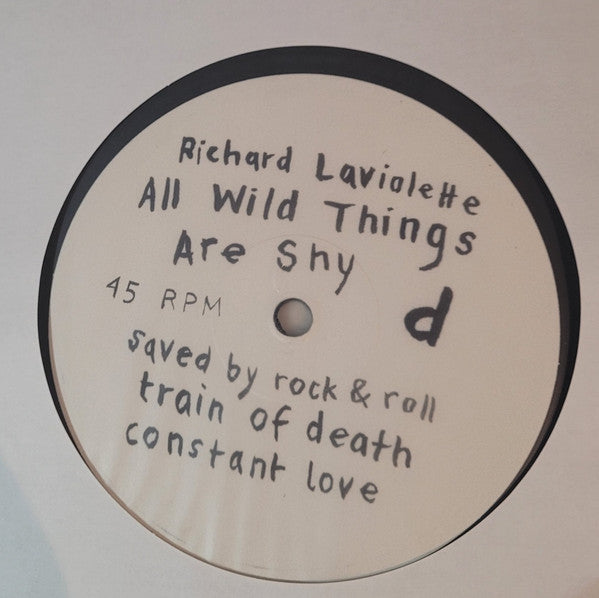 Richard Laviolette
All Wild Things
Are Shy
45 RPM
d
saved by rock & roll
train of death
constant love